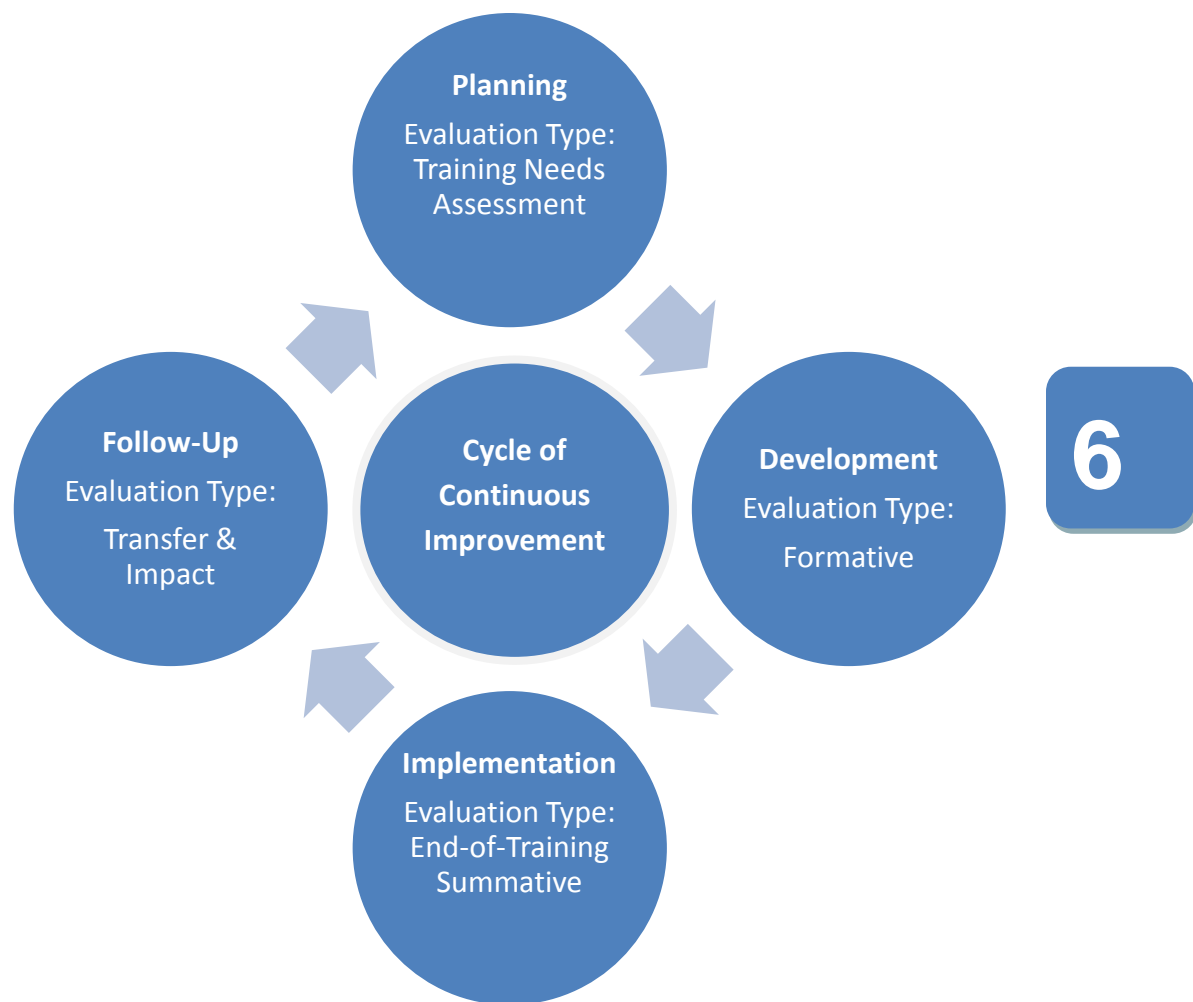 Planning
Evaluation Type:
Training Needs
Assessment
Follow-Up
Evaluation Type:
Transfer &
Impact
Cycle of
Continuous
Improvement
Development
Evaluation Type:
Formative
6
Implementation
Evaluation Type:
End-of-Training
Summative